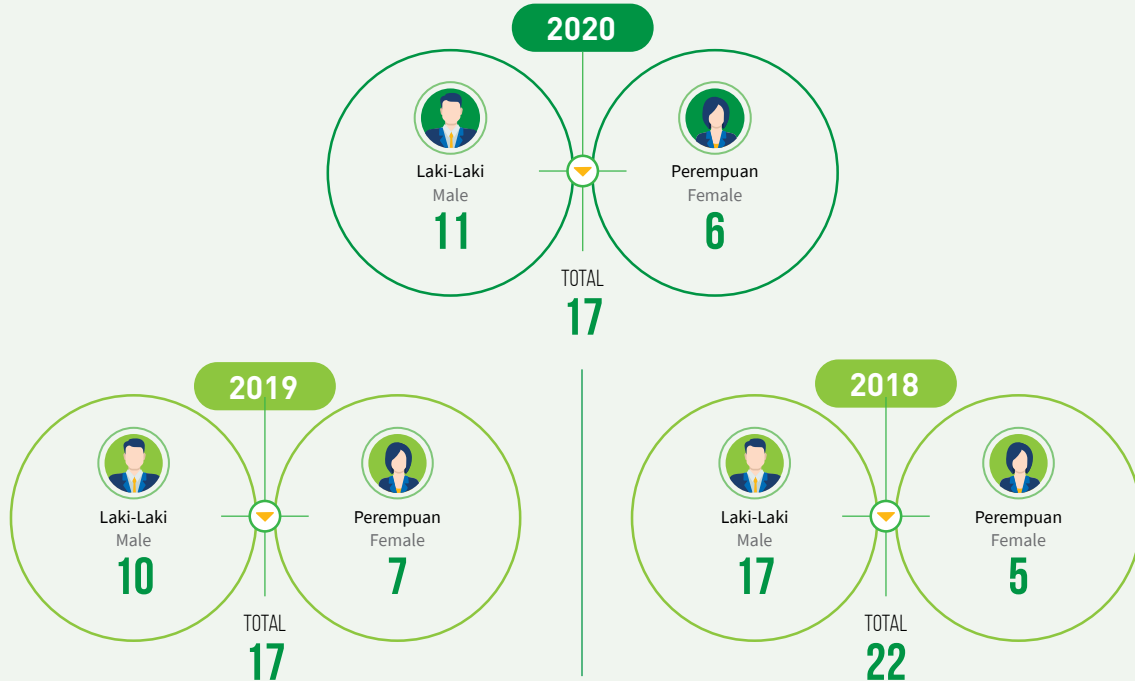 2020
Laki-Laki
Male
11
Perempuan
Female
6
TOTAL
17
2019
Laki-Laki
Male
10
Perempuan
Female
7
TOTAL
17
2018
Laki-Laki
Male
17
Perempuan
Female
5
TOTAL
22